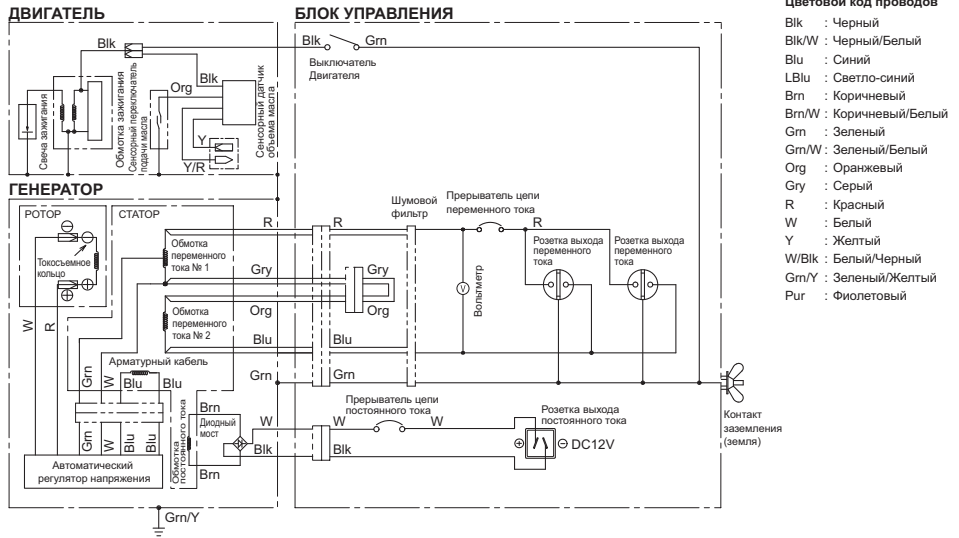 ДВИГАТЕЛЬ
Blk
Свеча зажигания
Обмотка зажигания
Сенсорный переключатель
подачи масла
Org
Blk
Y
Y/R
Сенсорный датчик
объема масла
БЛОК УПРАВЛЕНИЯ
Blk
Grn
Выключатель
Двигателя
ГЕНЕРАТОР
РОТОР
СТАТОР
Токосъемное
кольцо
W
R
Обмотка
переменного
тока № 1
Обмотка
переменного
тока № 2
R
Gry
Org
Blu
Grn
Арматурный кабель
Grn
W
Blu
Blu
Grn
W
Blu
Blu
Автоматический
регулятор напряжения
Обмотка
постоянного тока
Brn
Диодный
мост
Brn
W
Blk
Grn/Y
R
Gry
Org
Blu
Grn
Шумовой
фильтр
Прерыватель цепи
переменного тока
R
Вольтметр
V
Розетка выхода
переменного
тока
Розетка выхода
переменного
тока
Прерыватель цепи
постоянного тока
W
W
Blk
Розетка выхода
постоянного тока
DC12V
Контакт
заземления
(земля)
Цветовой код проводов
Blk : Черный
Blk/W : Черный/Белый
Blu : Синий
LBlu : Светло-синий
Brn : Коричневый
Brn/W : Коричневый/Белый
Grn : Зеленый
Grn/W : Зеленый/Белый
Org : Оранжевый
Gry : Серый
R : Красный
W : Белый
Y : Желтый
W/Blk : Белый/Черный
Grn/Y : Зеленый/Желтый
Pur : Фиолетовый